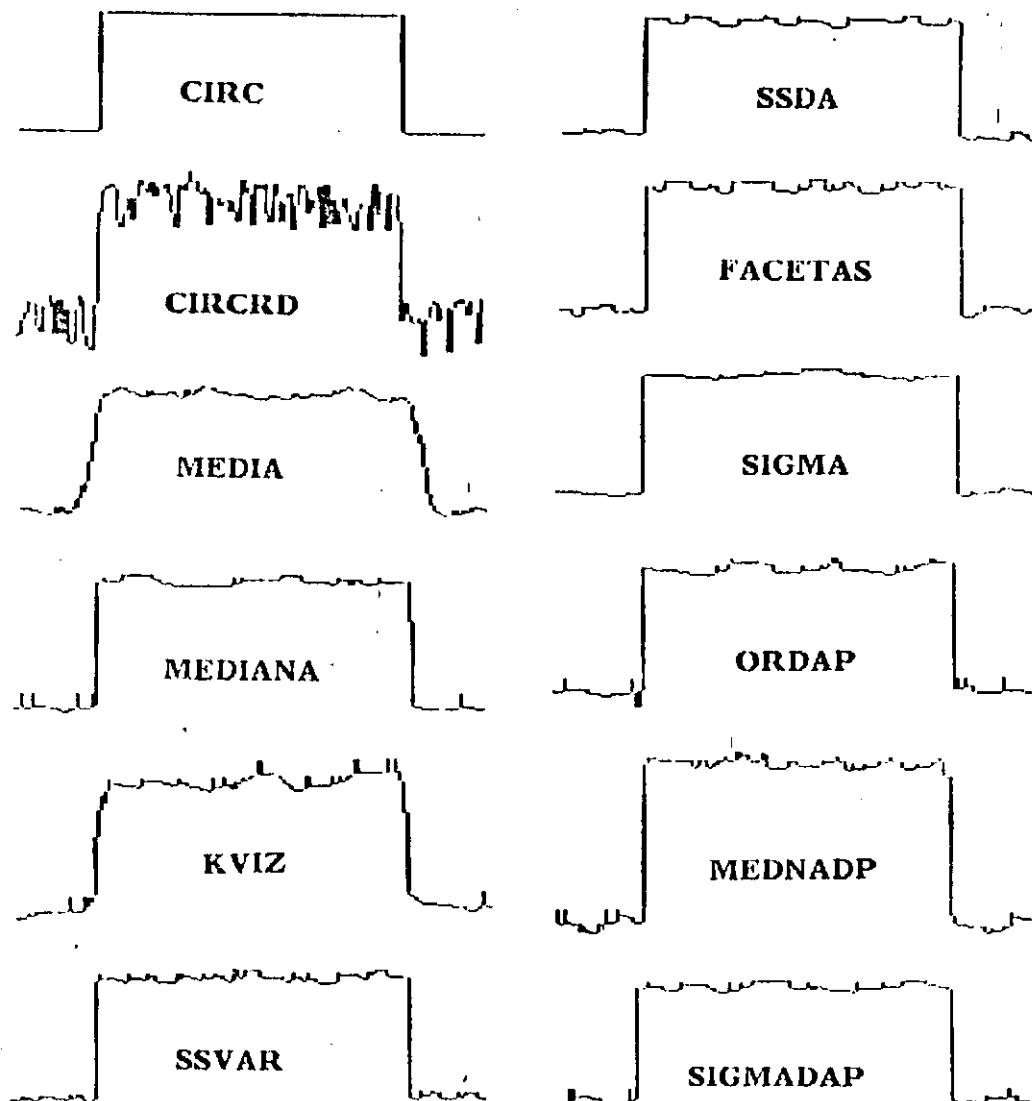 CIRC
CIRCRD
MEDIA
MEDIANA
KVIZ
SSVAR
SSDA
FACETAS
SIGMA
ORDAP
MEDNADP
SIGMADAP